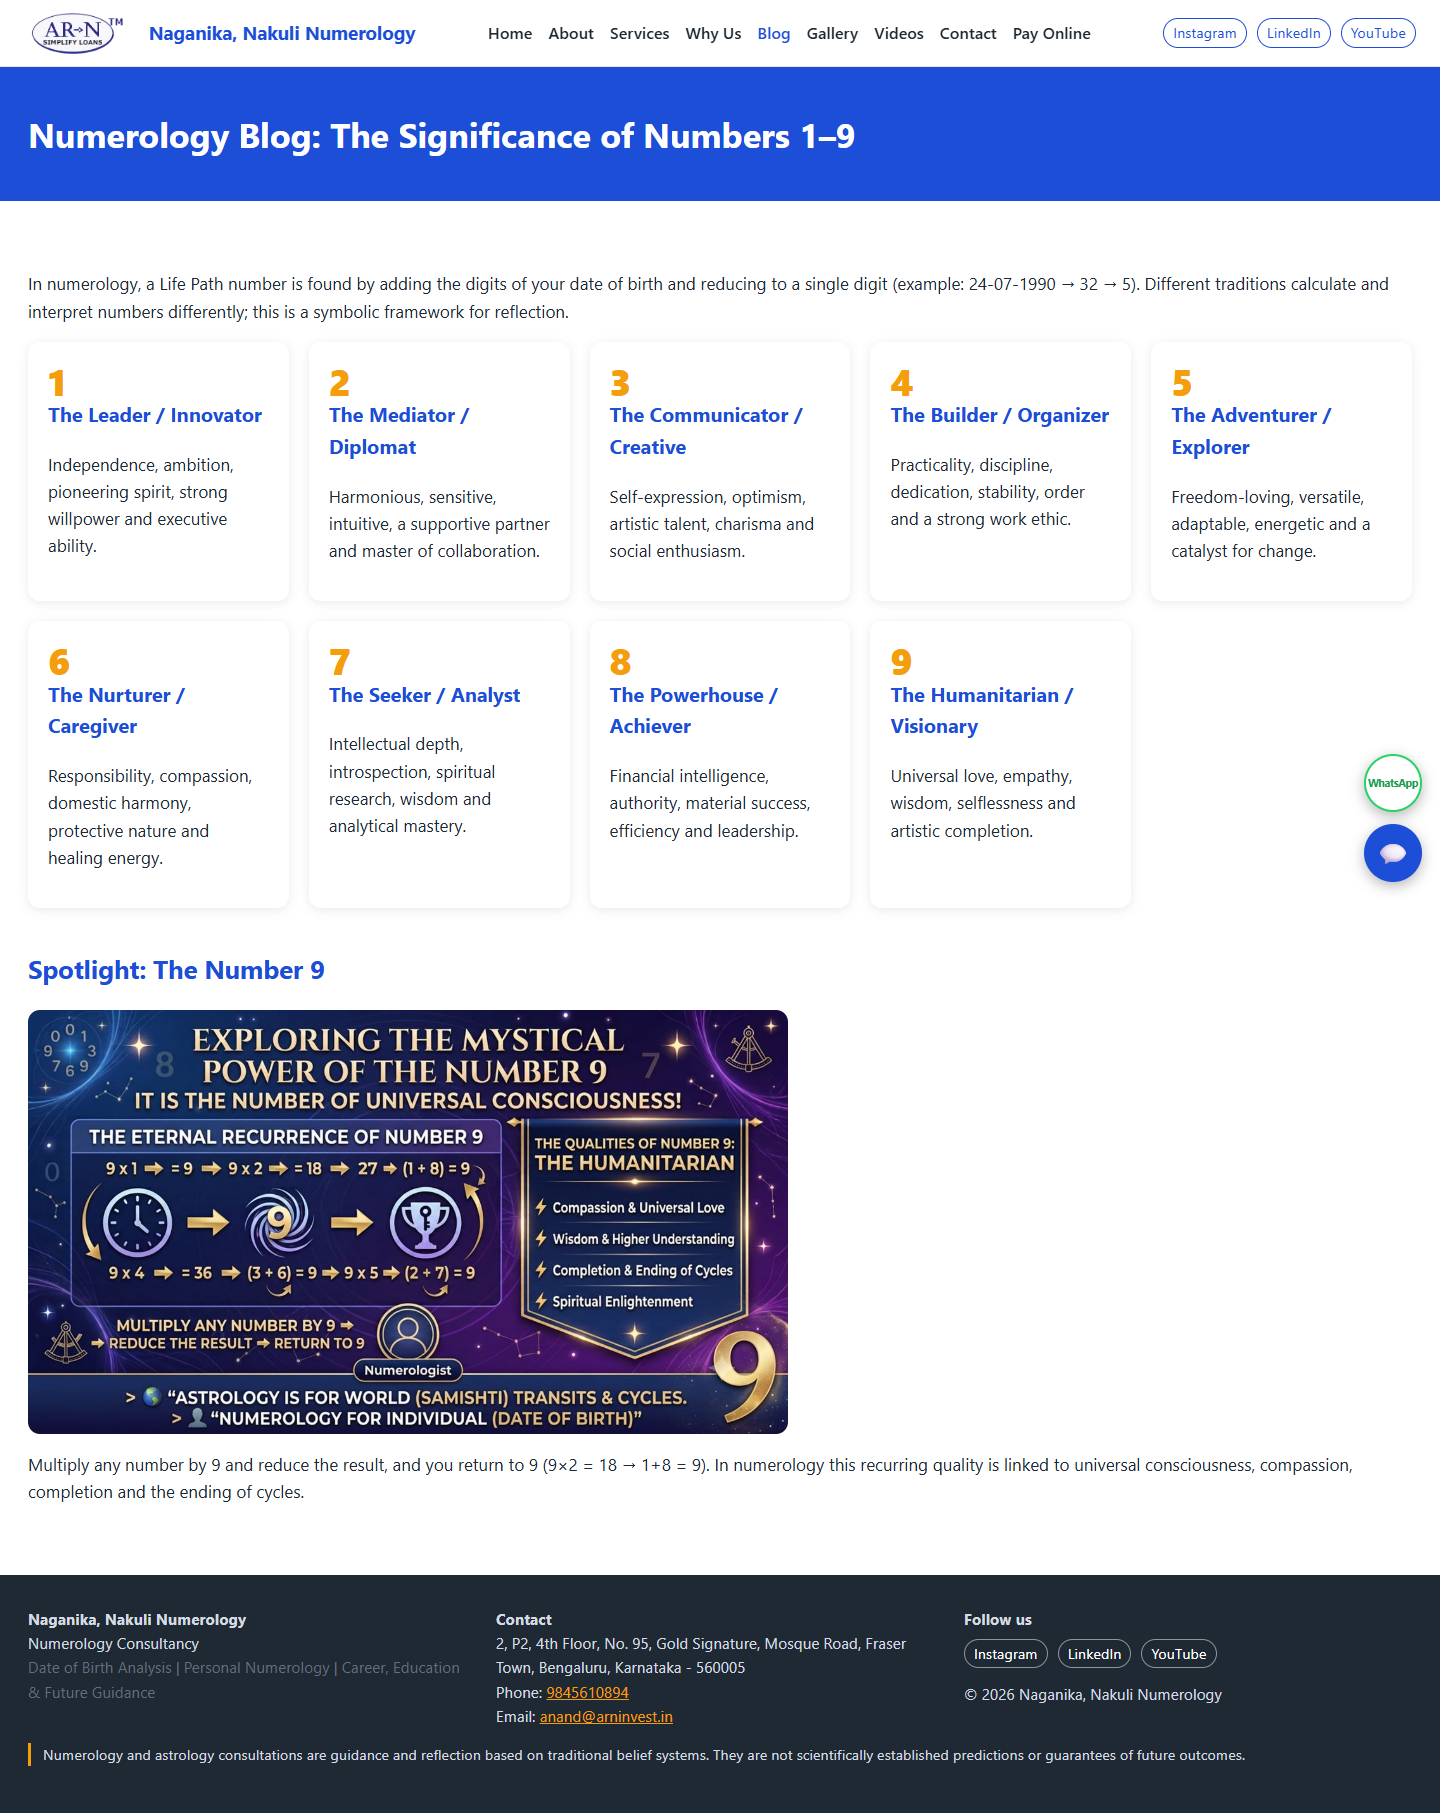 AR→N™
SIMPLIFY LOANS
Naganika, Nakuli Numerology
Home About Services Why Us Blog Gallery Videos Contact Pay Online
Instagram LinkedIn YouTube
Numerology Blog: The Significance of Numbers 1–9
In numerology, a Life Path number is found by adding the digits of your date of birth and reducing to a single digit (example: 24-07-1990 → 32 → 5). Different traditions calculate and
interpret numbers differently; this is a symbolic framework for reflection.
1
The Leader / Innovator
Independence, ambition,
pioneering spirit, strong
willpower and executive
ability.
2
The Mediator /
Diplomat
Harmonious, sensitive,
intuitive, a supportive partner
and master of collaboration.
3
The Communicator /
Creative
Self-expression, optimism,
artistic talent, charisma and
social enthusiasm.
4
The Builder / Organizer
Practicality, discipline,
dedication, stability, order
and a strong work ethic.
5
The Adventurer /
Explorer
Freedom-loving, versatile,
adaptable, energetic and a
catalyst for change.
6
The Nurturer /
Caregiver
Responsibility, compassion,
domestic harmony,
protective nature and
healing energy.
7
The Seeker / Analyst
Intellectual depth,
introspection, spiritual
research, wisdom and
analytical mastery.
8
The Powerhouse /
Achiever
Financial intelligence,
authority, material success,
efficiency and leadership.
9
The Humanitarian /
Visionary
Universal love, empathy,
wisdom, selflessness and
artistic completion.
WhatsApp
Spotlight: The Number 9
0 0 1
9 3
7 6 9
8
7
0
EXPLORING THE MYSTICAL
POWER OF THE NUMBER 9
IT IS THE NUMBER OF UNIVERSAL CONSCIOUSNESS!
THE ETERNAL RECURRENCE OF NUMBER 9
9 x 1 ➡ = 9 ➡ 9 x 2 ➡ = 18 ➡ 27 ➡ (1 + 8) = 9
9
9 x 4 ➡ = 36 ➡ (3 + 6) = 9 ➡ 9 x 5 ➡ (2 + 7) = 9
MULTIPLY ANY NUMBER BY 9 ➡
➡ REDUCE THE RESULT ➡ RETURN TO 9
Numerologist
THE QUALITIES OF NUMBER 9:
THE HUMANITARIAN
Compassion & Universal Love
Wisdom & Higher Understanding
Completion & Ending of Cycles
Spiritual Enlightenment
9
> 🌎 “ASTROLOGY IS FOR WORLD (SAMISHTI) TRANSITS & CYCLES.
> 👤 “NUMEROLOGY FOR INDIVIDUAL (DATE OF BIRTH)”
Multiply any number by 9 and reduce the result, and you return to 9 (9×2 = 18 → 1+8 = 9). In numerology this recurring quality is linked to universal consciousness, compassion,
completion and the ending of cycles.
Naganika, Nakuli Numerology
Numerology Consultancy
Date of Birth Analysis | Personal Numerology | Career, Education
& Future Guidance
Contact
2, P2, 4th Floor, No. 95, Gold Signature, Mosque Road, Fraser
Town, Bengaluru, Karnataka - 560005
Phone: 9845610894
Email: anand@arninvest.in
Follow us
Instagram LinkedIn YouTube
© 2026 Naganika, Nakuli Numerology
Numerology and astrology consultations are guidance and reflection based on traditional belief systems. They are not scientifically established predictions or guarantees of future outcomes.